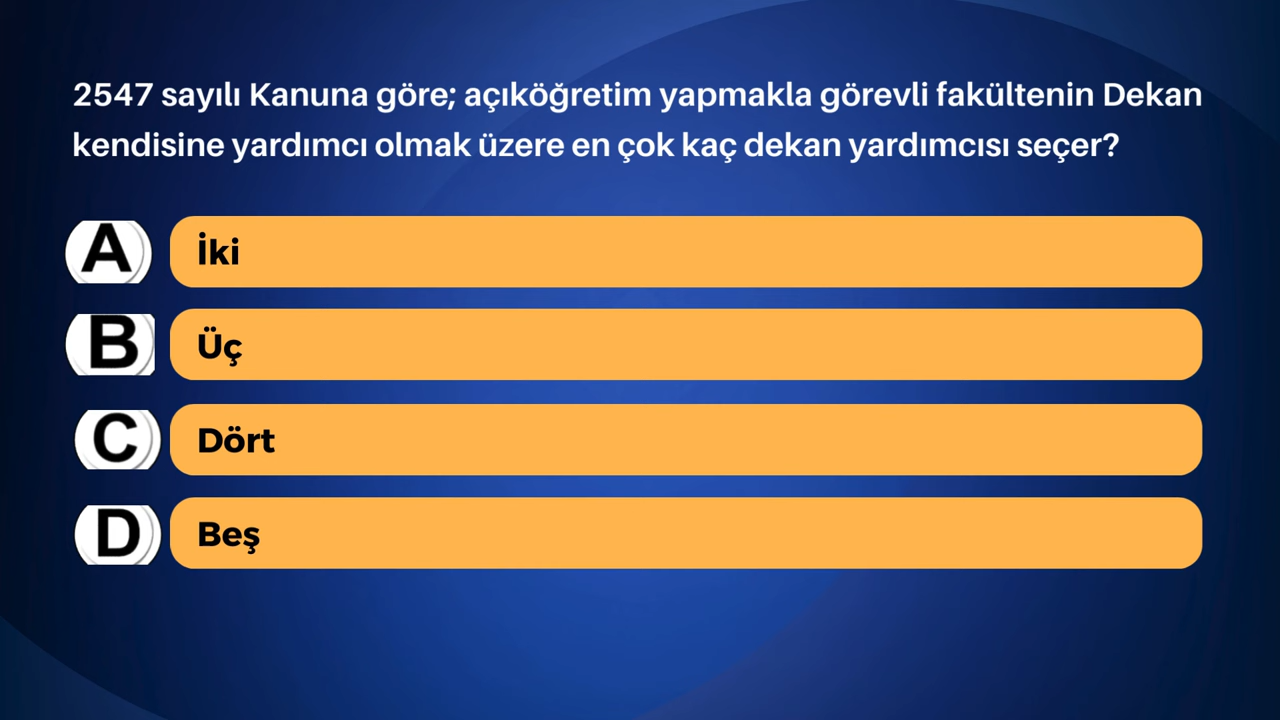 2547 sayılı Kanuna göre; açıköğretim yapmakla görevli fakültenin Dekan
kendisine yardımcı olmak üzere en çok kaç dekan yardımcısı seçer?
A İki
B Üç
C Dört
D Beş